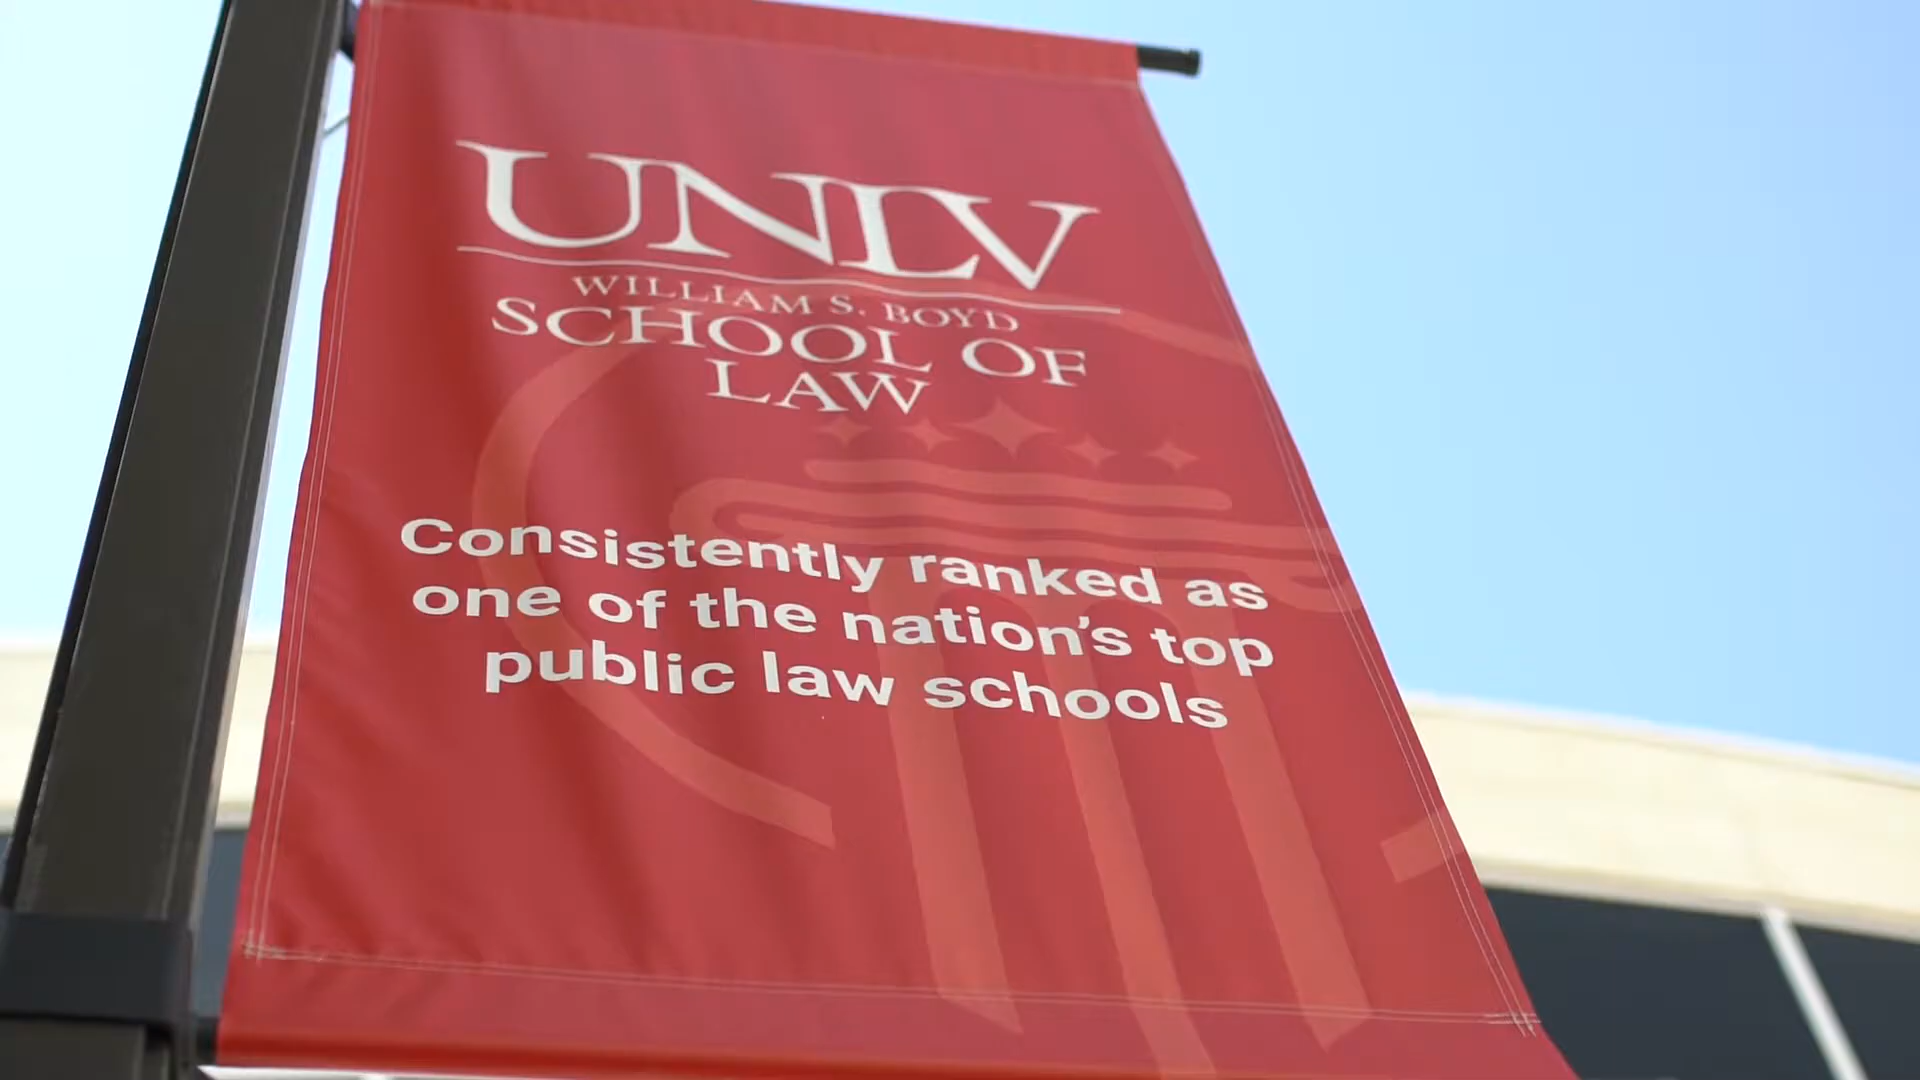 UNLV
WILLIAM S. BOYD
SCHOOL OF
LAW
Consistently ranked as
one of the nation's top
public law schools